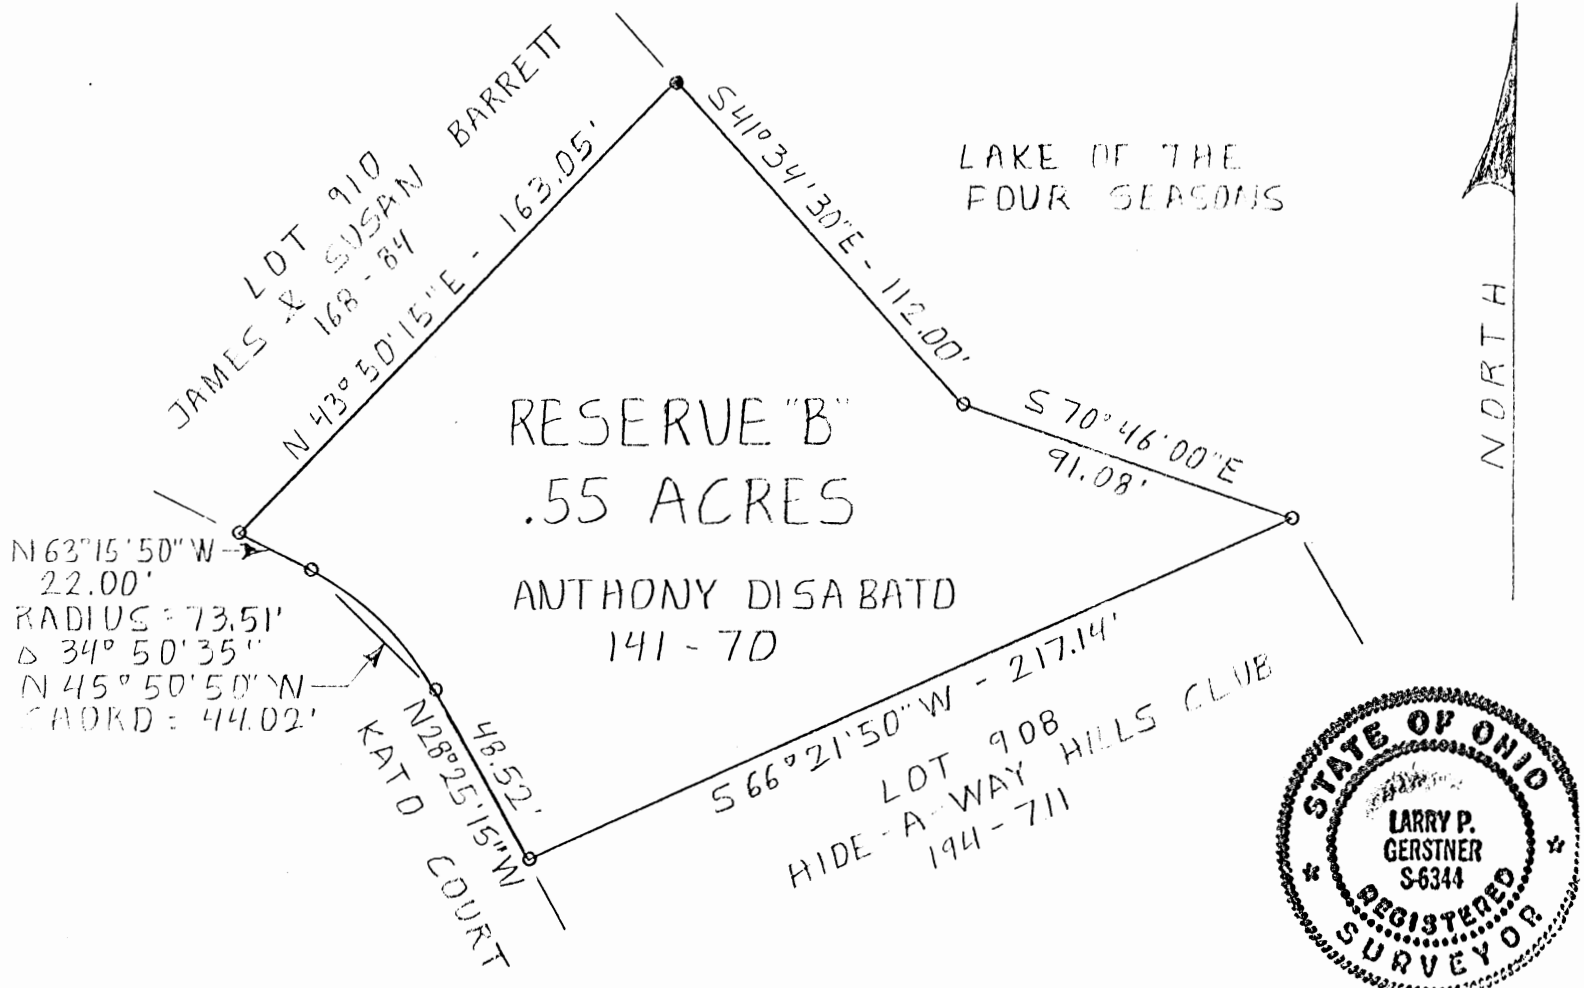 LOT 910
JAMES & SUSAN BARRETT
168-84
N 43° 50' 15" E - 163.05'
S 41° 34' 30" E - 112.00'
LAKE OF THE
FOUR SEASONS
NORTH
S 70° 46' 00" E
91.08'
RESERVE "B"
.55 ACRES
ANTHONY DISABATO
141-70
N 63° 15' 50" W
22.00'
RADIUS = 73.51'
Δ 34° 50' 35"
N 45° 50' 50" W
CHORD = 44.02'
48.52'
N 28° 25' 15" W
KATO COURT
S 66° 21' 50" W - 217.14'
LOT 908
HIDE-A-WAY HILLS CLUB
194-711
STATE OF OHIO
LARRY P.
GERSTNER
S-6344
REGISTERED
SURVEYOR